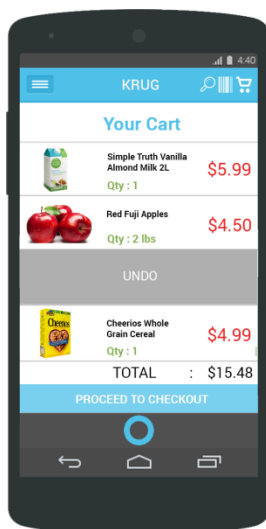 4:40
KRUG
Your Cart
Simple Truth Vanilla
Almond Milk 2L
$5.99
Qty : 1
Red Fuji Apples
$4.50
Qty : 2 lbs
UNDO
Cheerios
Cheerios Whole
Grain Cereal
$4.99
Qty : 1
TOTAL : $15.48
PROCEED TO CHECKOUT